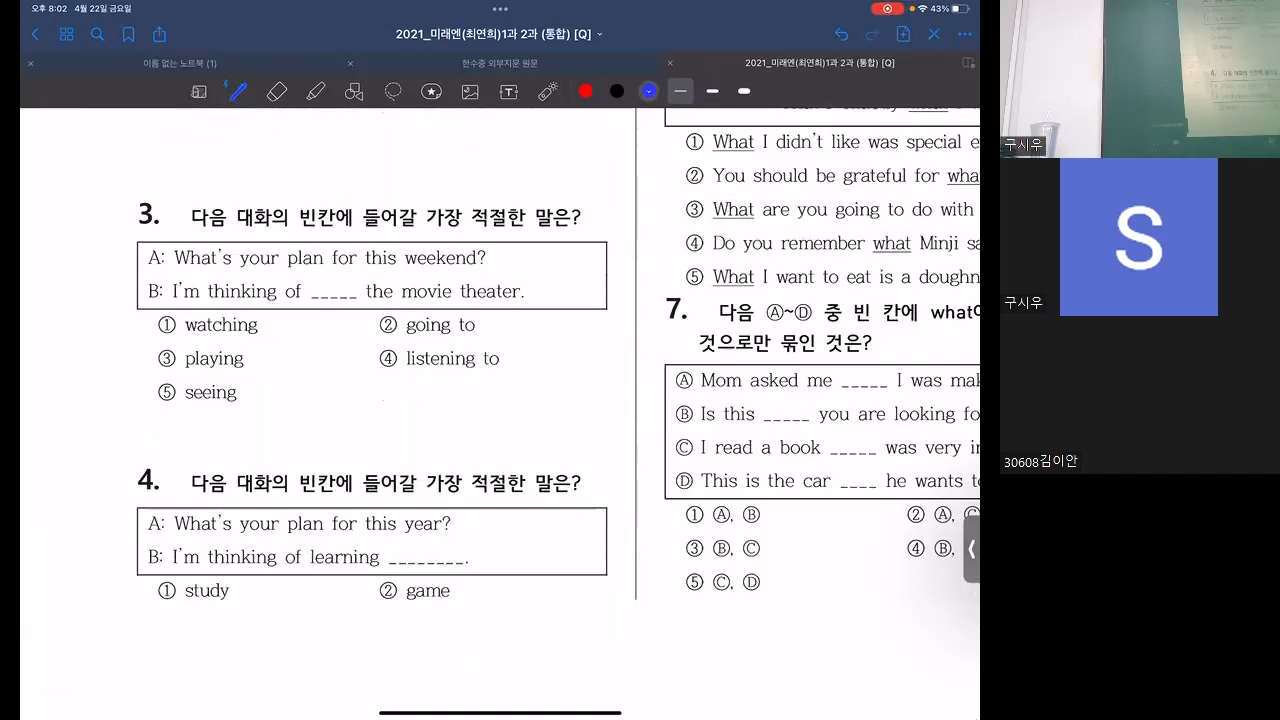 오후 8:02 4월 22일 금요일
43%
2021_미래엔(최연희)1과 2과 (통합) [Q]
이름 없는 노트북 (1)
한수중 외부지문 원문
2021_미래엔(최연희)1과 2과 (통합) [Q]
3. 다음 대화의 빈칸에 들어갈 가장 적절한 말은?
A: What's your plan for this weekend?
B: I'm thinking of _____ the movie theater.
① watching ② going to
③ playing ④ listening to
⑤ seeing
4. 다음 대화의 빈칸에 들어갈 가장 적절한 말은?
A: What's your plan for this year?
B: I'm thinking of learning ________.
① study ② game
① What I didn't like was special
② You should be grateful for
③ What are you going to do with
④ Do you remember what Minji
⑤ What I want to eat is a
7. 다음 Ⓐ~Ⓓ 중 빈 칸에
것으로만 묶인 것은?
Ⓐ Mom asked me _____ I was
Ⓑ Is this _____ you are looking
Ⓒ I read a book _____ was very
Ⓓ This is the car ____ he wants
① Ⓐ, Ⓑ ② Ⓐ, Ⓒ
③ Ⓑ, Ⓒ ④ Ⓑ,
⑤ Ⓒ, Ⓓ
구시우
S
구시우
30608김이안